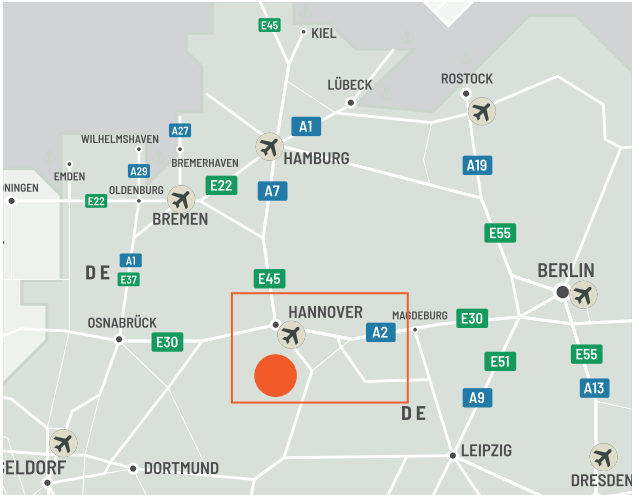 E45
KIEL
LÜBECK
ROSTOCK
A27
A1
WILHELMSHAVEN
A29
BREMERHAVEN
HAMBURG
A19
EMDEN
NINGEN
E22
OLDENBURG
E22
A7
BREMEN
E55
A1
DE
E37
E45
BERLIN
HANNOVER
OSNABRÜCK
E30
A2
MAGDEBURG
E30
E51
E55
A13
A9
DE
LEIPZIG
SELDORF
DORTMUND
DRESDEN